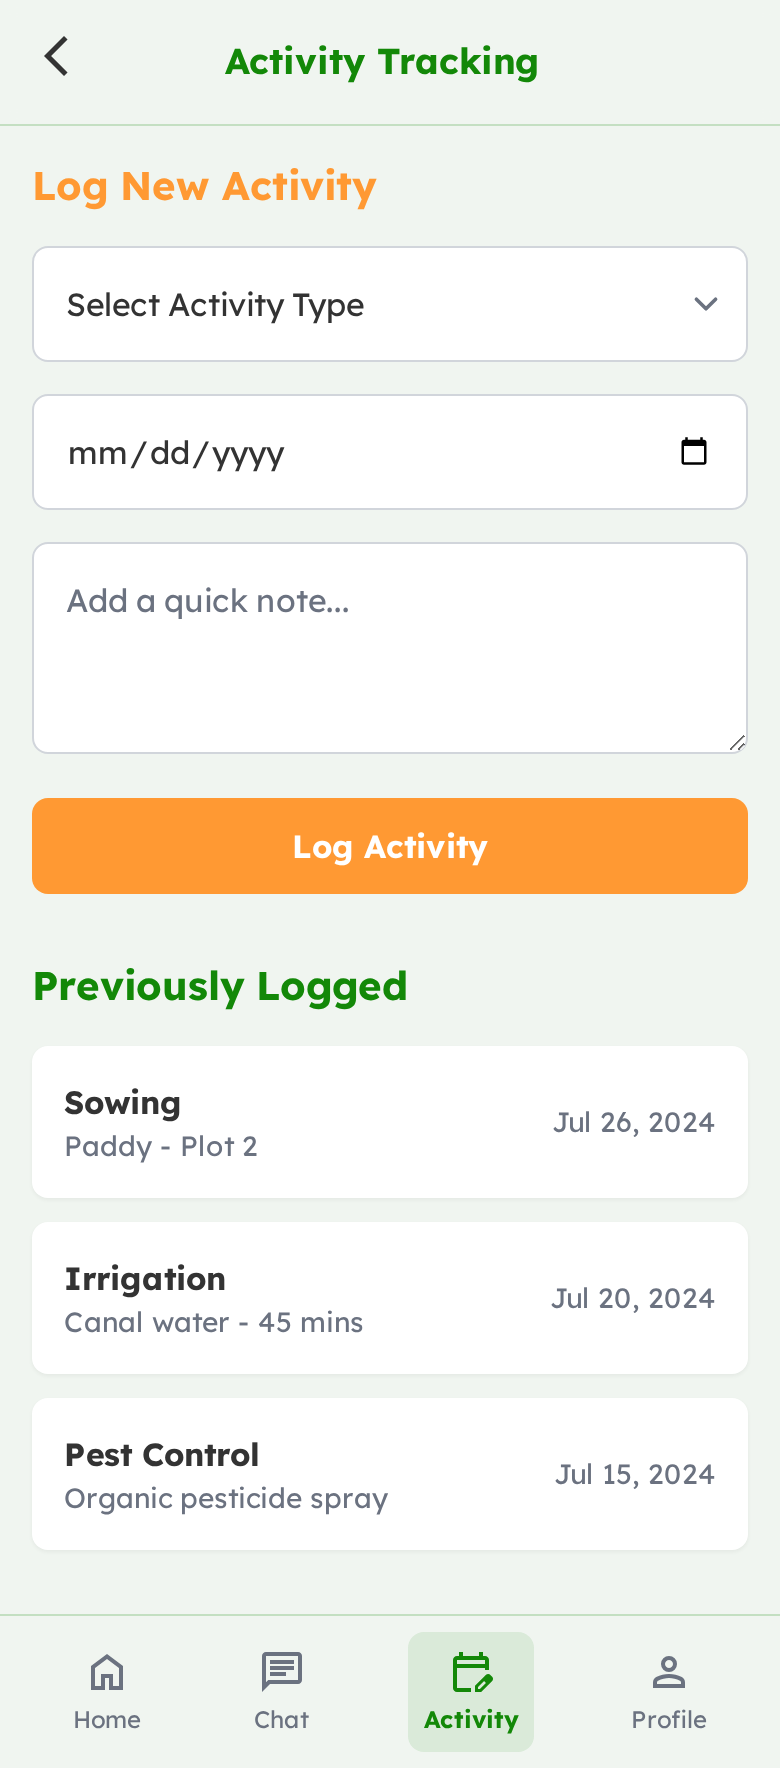 Activity Tracking
Log New Activity
Select Activity Type
mm/dd/yyyy
Add a quick note...
Log Activity
Previously Logged
Sowing
Paddy - Plot 2
Jul 26, 2024
Irrigation
Canal water - 45 mins
Jul 20, 2024
Pest Control
Organic pesticide spray
Jul 15, 2024
Home
Chat
Activity
Profile